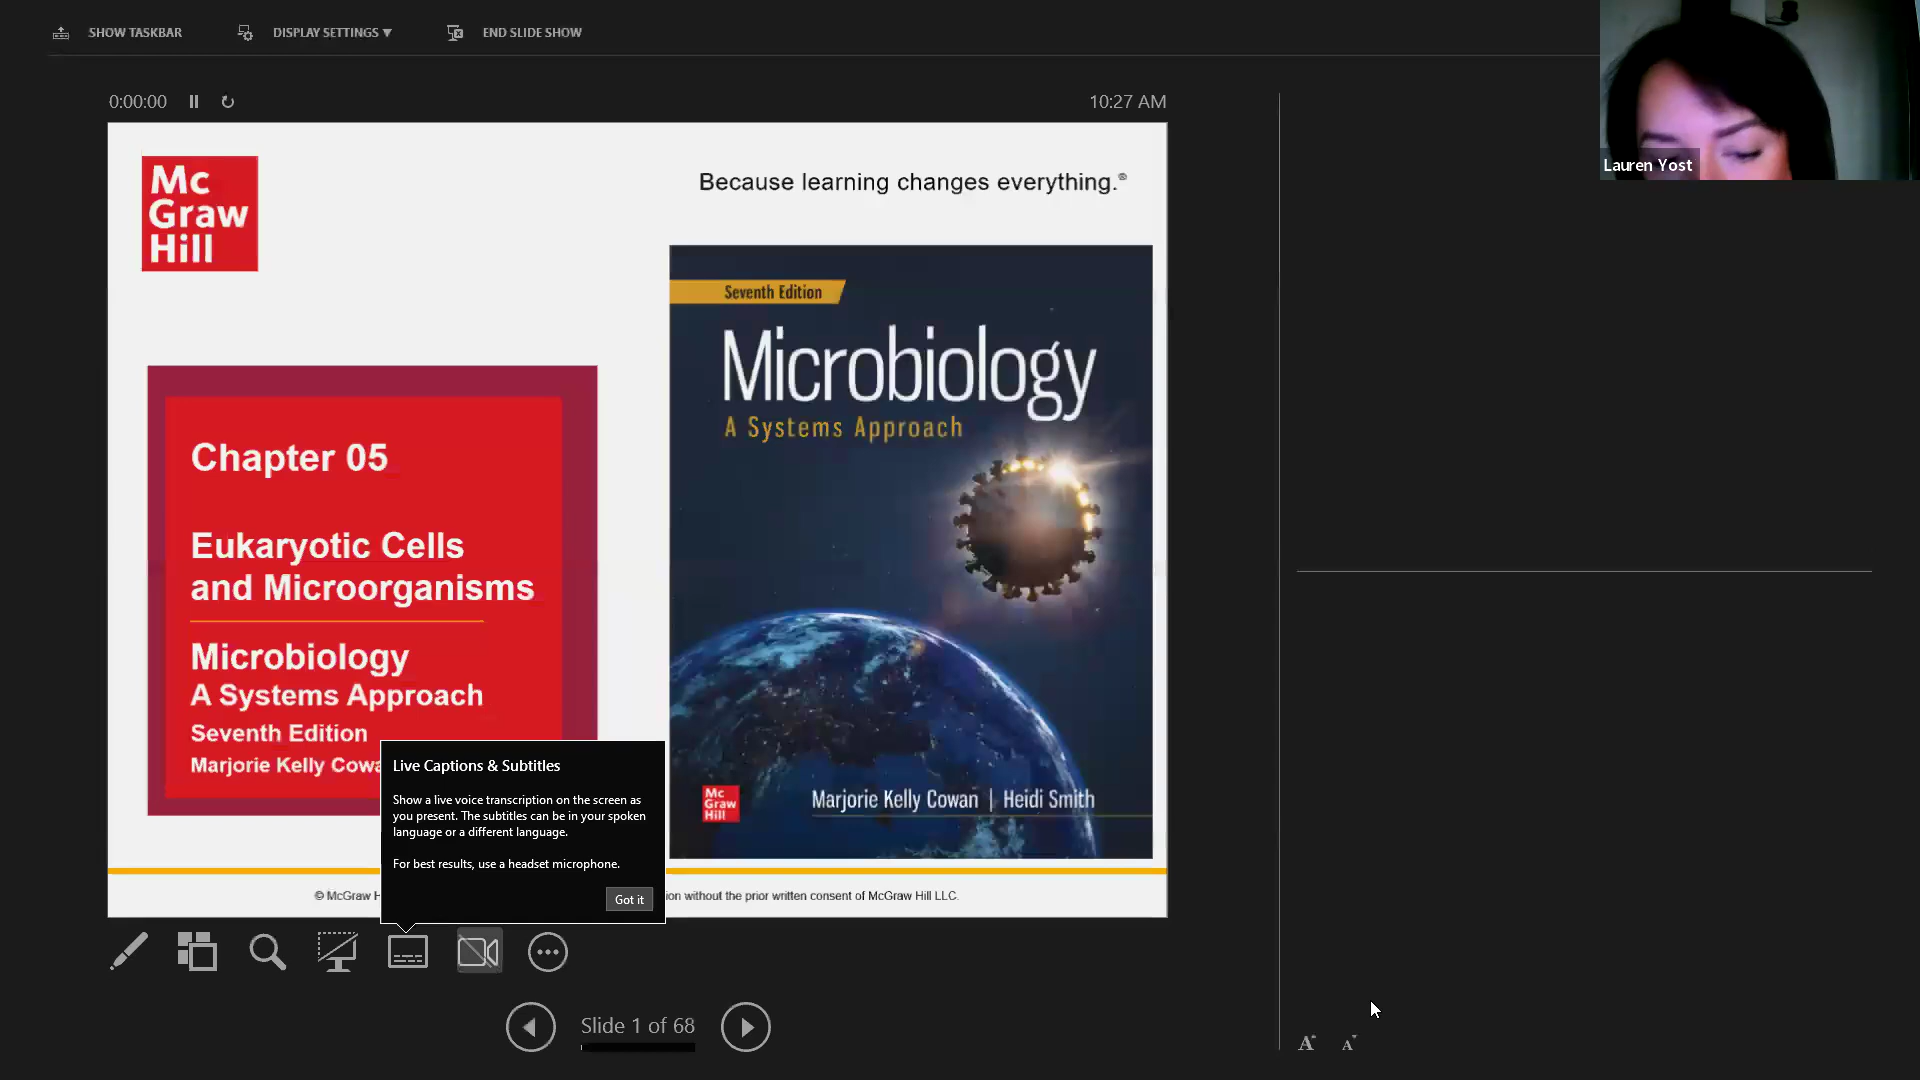 SHOW TASKBAR
DISPLAY SETTINGS ▼
END SLIDE SHOW
Lauren Yost
0:00:00
10:27 AM
Mc
Graw
Hill
Because learning changes everything.®
Seventh Edition
Microbiology
A Systems Approach
Chapter 05
Eukaryotic Cells
and Microorganisms
Microbiology
A Systems Approach
Seventh Edition
Marjorie Kelly
Mc
Graw
Hill
Marjorie Kelly Cowan | Heidi Smith
Live Captions & Subtitles
Show a live voice transcription on the screen as
you present. The subtitles can be in your spoken
language or a different language.
For best results, use a headset microphone.
Got it
© McGraw
without the prior written consent of McGraw Hill LLC.
Slide 1 of 68
A A